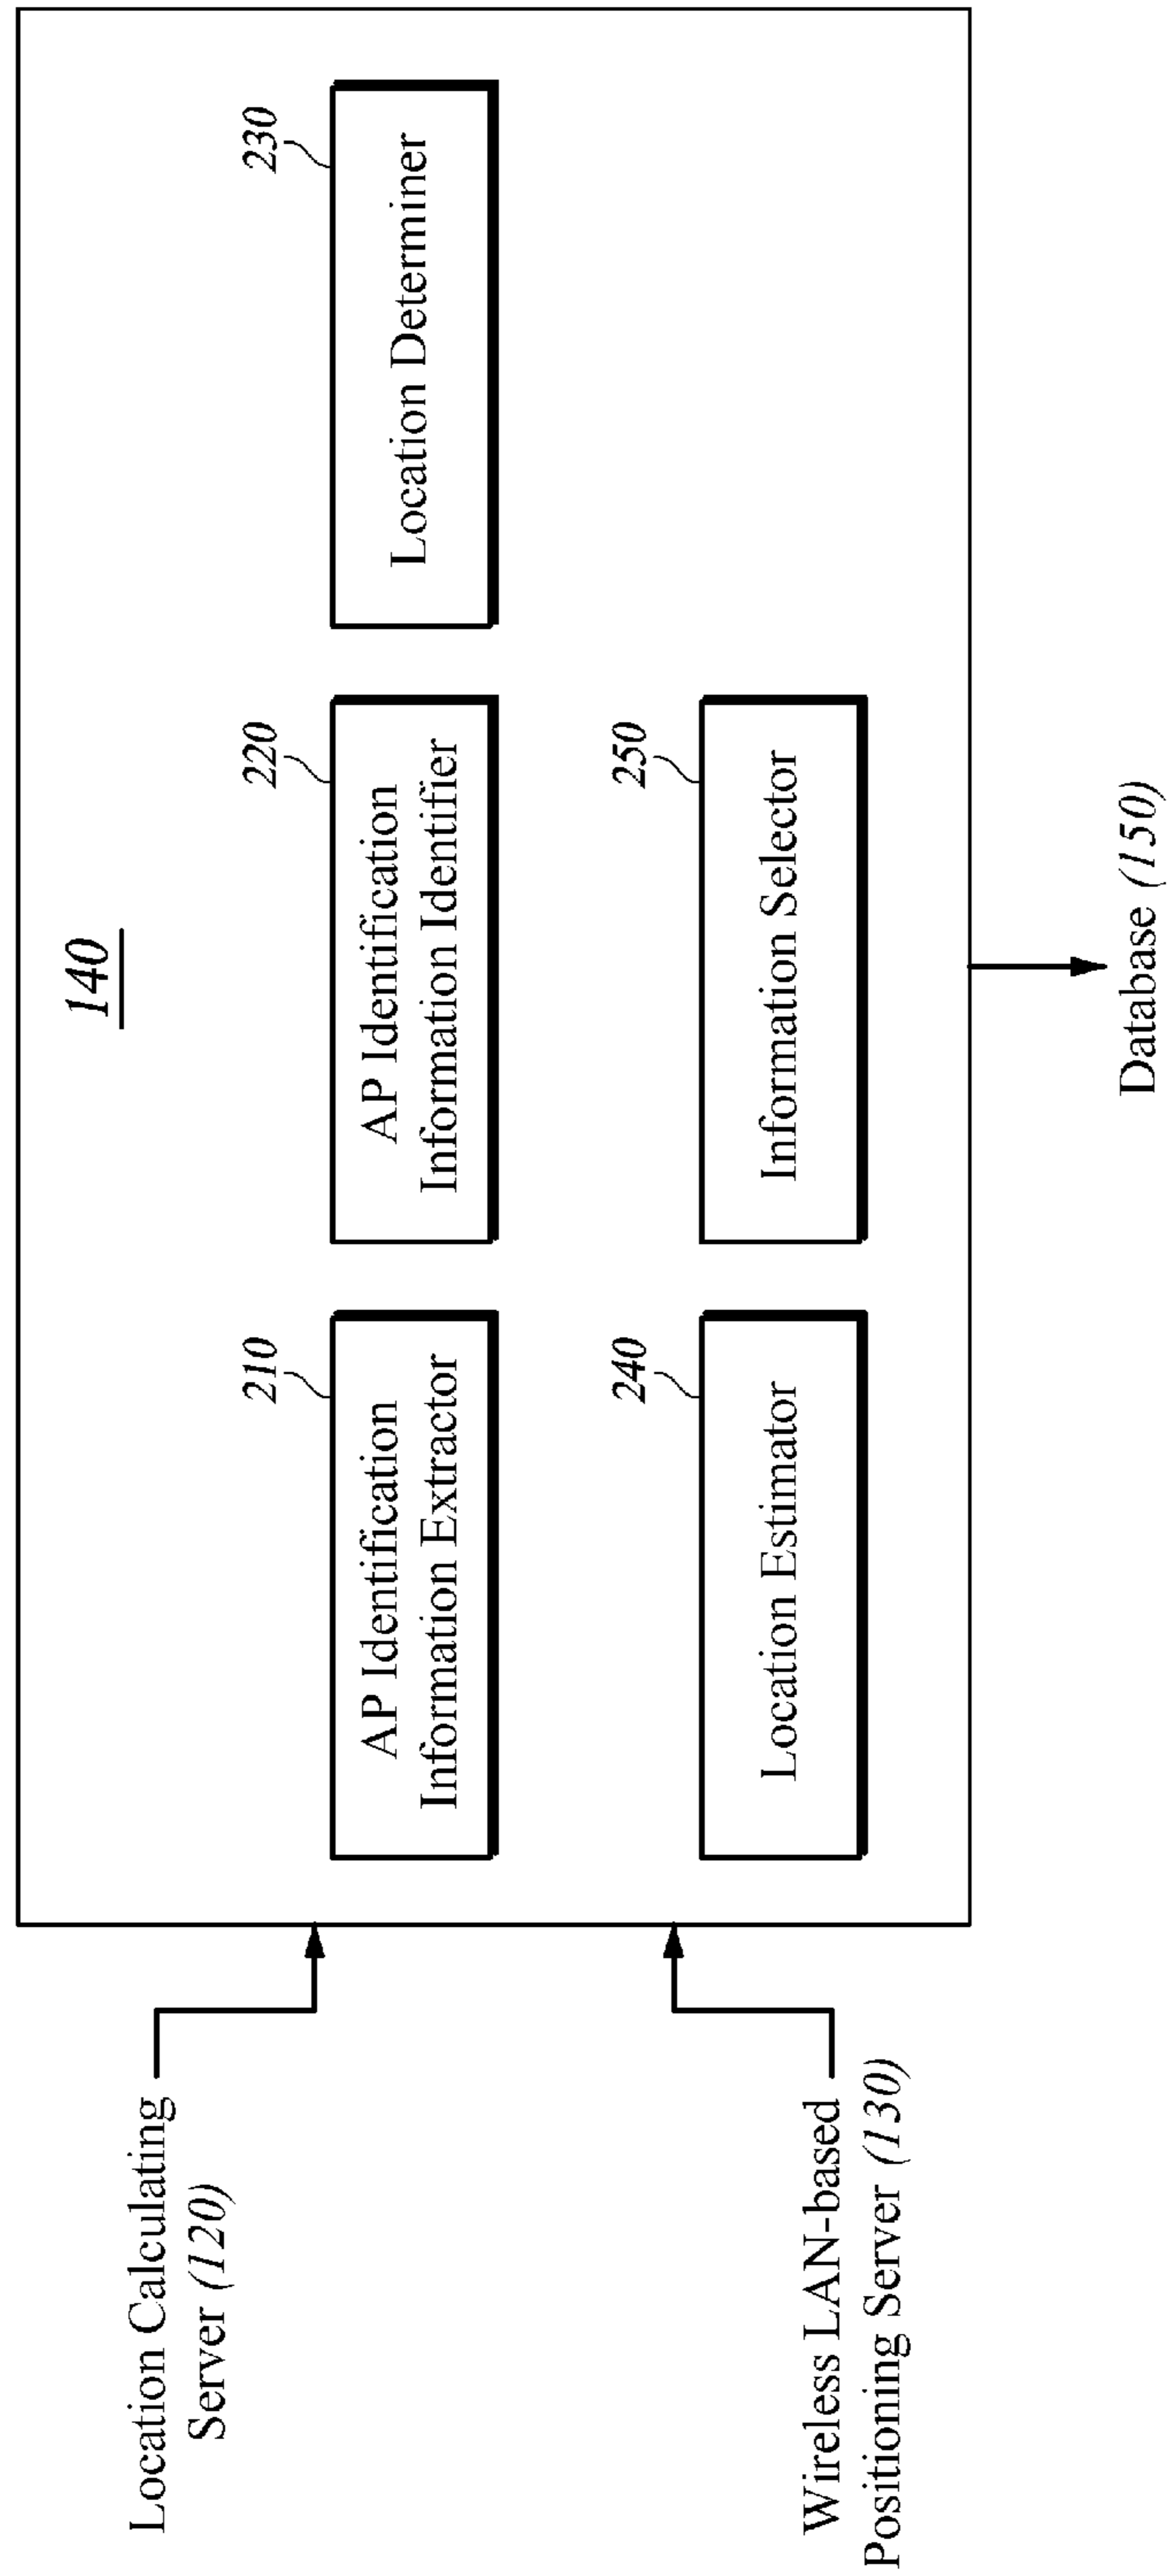 140
210
AP Identification
Information Extractor
220
AP Identification
Information Identifier
230
Location Determiner
240
Location Estimator
250
Information Selector
Location Calculating
Server (120)
Wireless LAN-based
Positioning Server (130)
Database (150)